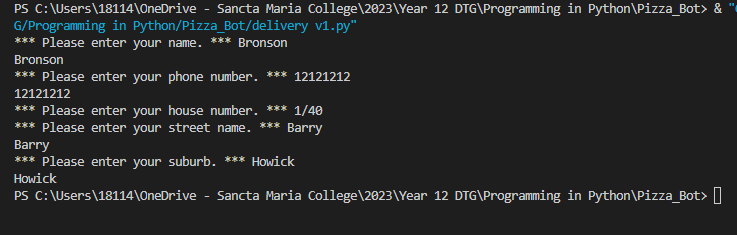 PS C:\Users\18114\OneDrive - Sancta Maria College\2023\Year 12 DTG\Programming in Python\Pizza_Bot> & "
G/Programming in Python/Pizza_Bot/delivery v1.py"
*** Please enter your name. *** Bronson
Bronson
*** Please enter your phone number. *** 12121212
12121212
*** Please enter your house number. *** 1/40
*** Please enter your street name. *** Barry
Barry
*** Please enter your suburb. *** Howick
Howick
PS C:\Users\18114\OneDrive - Sancta Maria College\2023\Year 12 DTG\Programming in Python\Pizza_Bot>